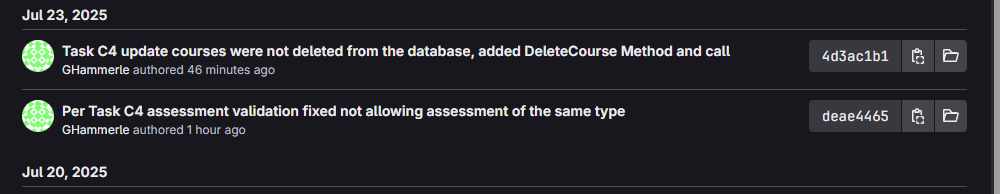 Jul 23, 2025
Task C4 update courses were not deleted from the database, added DeleteCourse Method and call
4d3ac1b1
GHammerle authored 46 minutes ago
Per Task C4 assessment validation fixed not allowing assessment of the same type
deae4465
GHammerle authored 1 hour ago
Jul 20, 2025